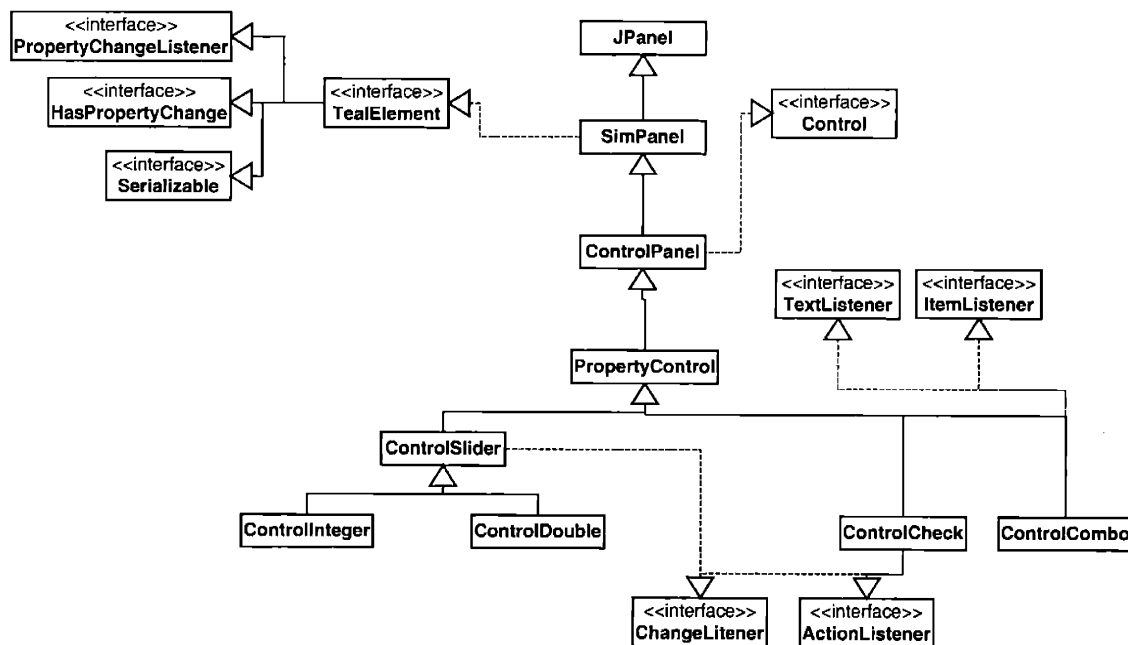 <<interface>>
PropertyChangeListener
JPanel
<<interface>>
HasPropertyChange
<<interface>>
TealElement
<<interface>>
Control
SimPanel
<<interface>>
Serializable
ControlPanel
<<interface>>
TextListener
<<interface>>
ItemListener
PropertyControl
ControlSlider
ControlInteger
ControlDouble
ControlCheck
ControlCombo
<<interface>>
ChangeLitener
<<interface>>
ActionListener